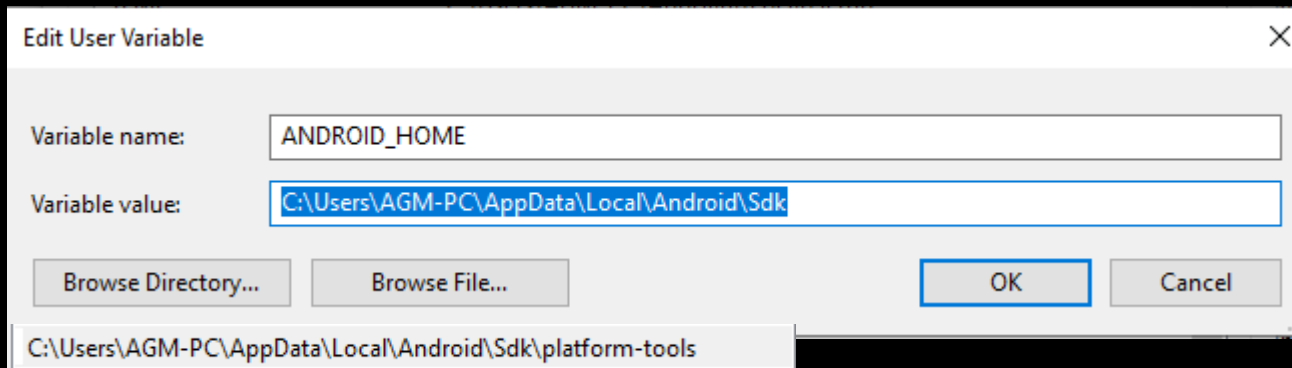 Edit User Variable
Variable name: ANDROID_HOME
Variable value: C:\Users\AGM-PC\AppData\Local\Android\Sdk
Browse Directory... Browse File... OK Cancel
C:\Users\AGM-PC\AppData\Local\Android\Sdk\platform-tools